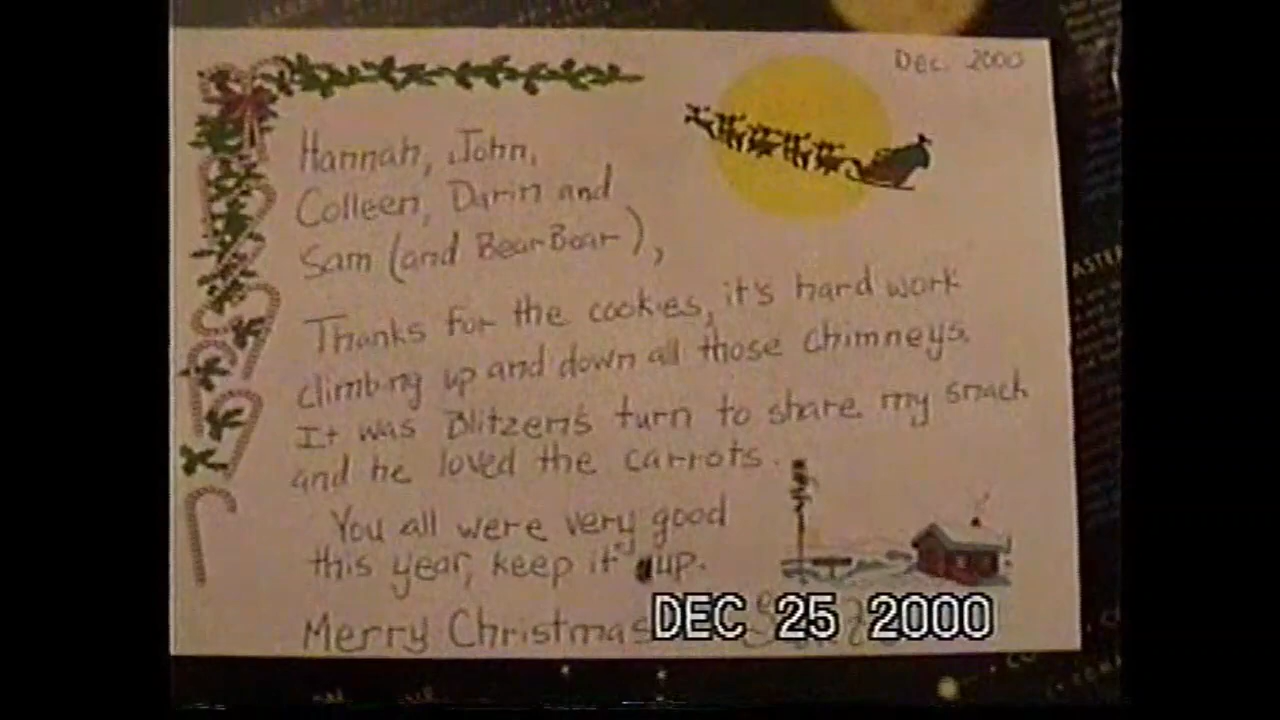 Dec. 2000
Hannah, John,
Colleen, Darin and
Sam (and BearBear),
Thanks for the cookies, it's hard work
climbing up and down all those chimneys.
It was Blitzen's turn to share my snack
and he loved the carrots.
You all were very good
this year, keep it up.
Merry Christmas
DEC 25 2000